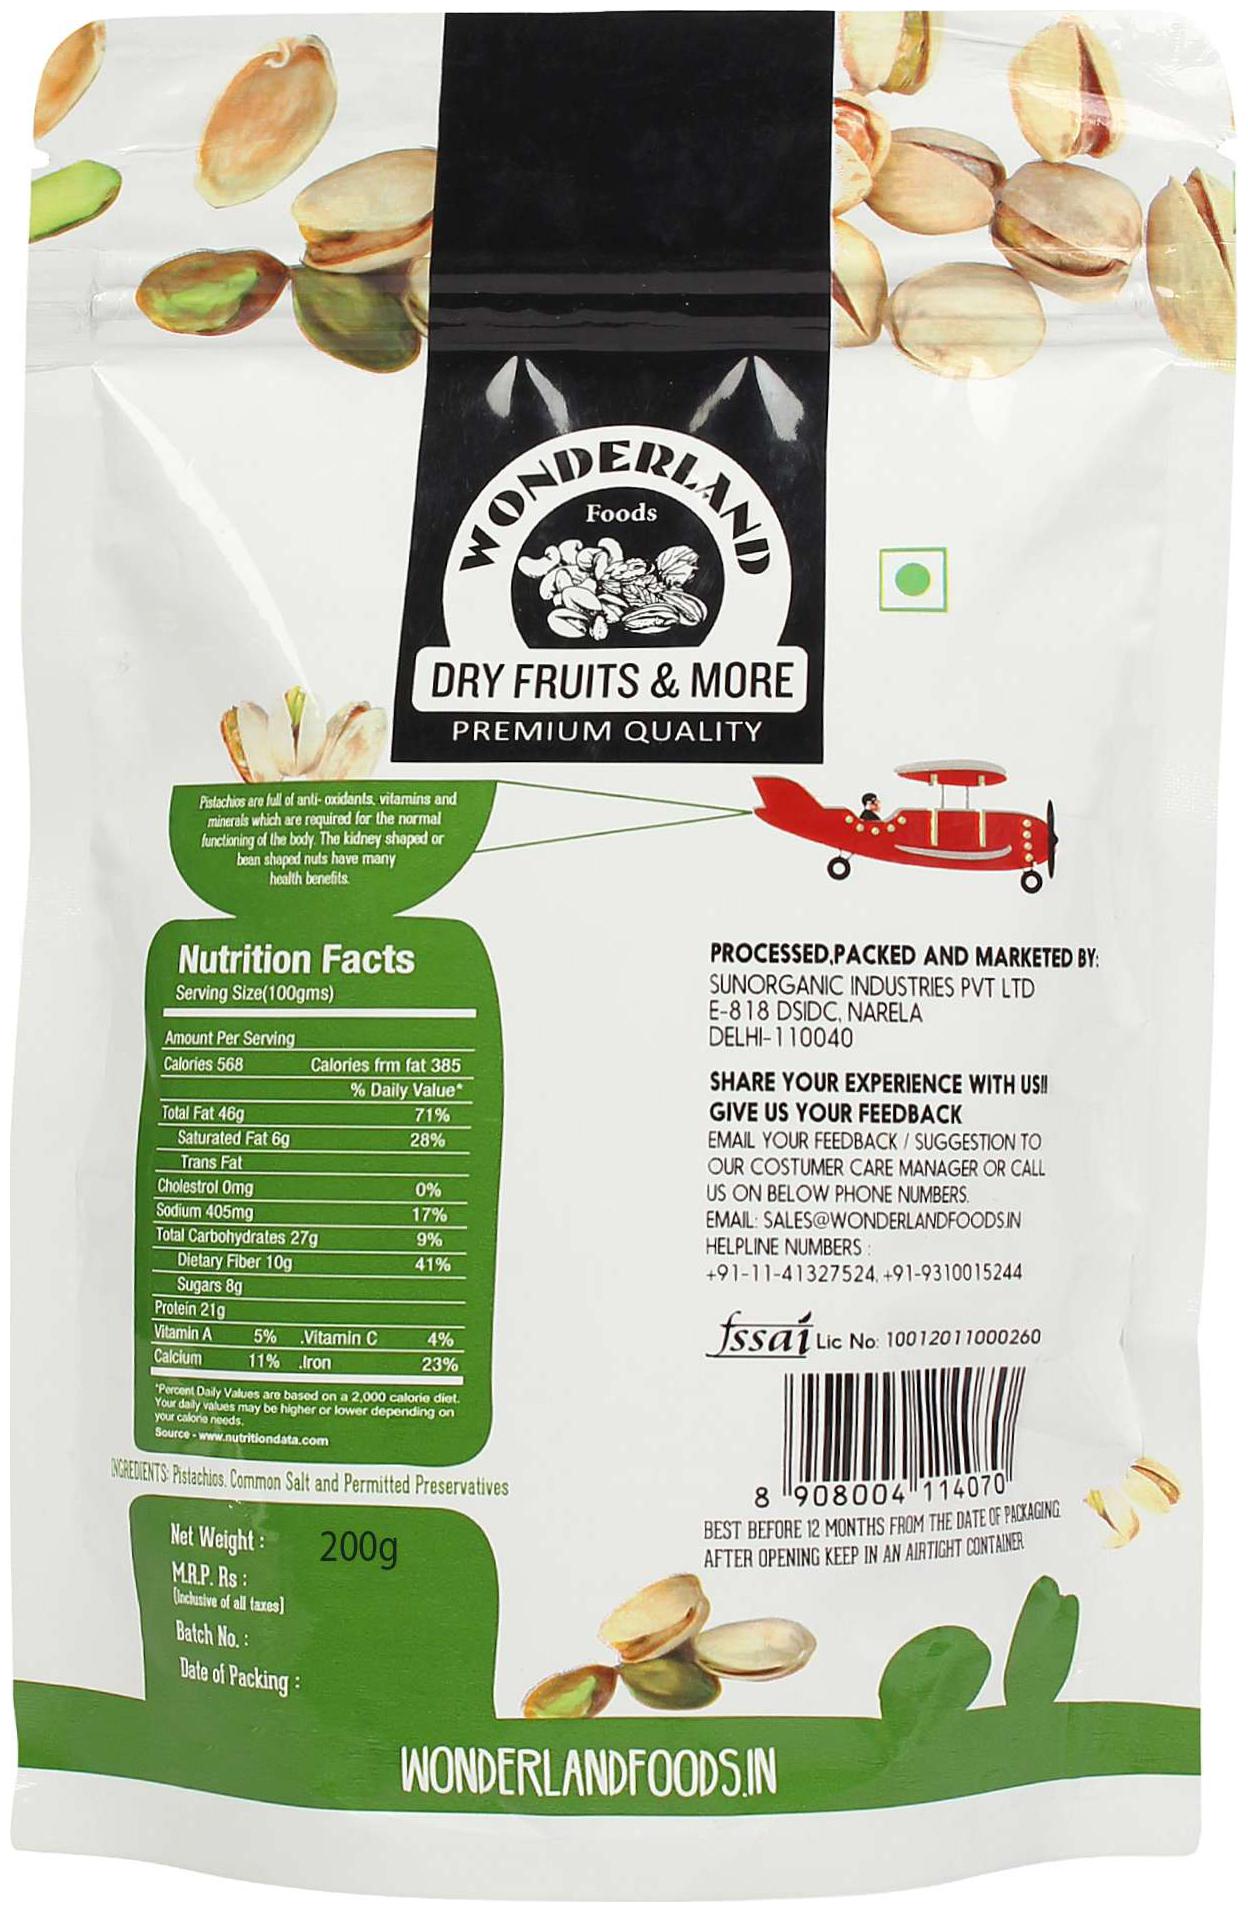 WONDERLAND
Foods
DRY FRUITS & MORE
PREMIUM QUALITY
Pistachios are full of anti- oxidants, vitamins and
minerals which are required for the normal
functioning of the body. The kidney shaped or
bean shaped nuts have many
health benefits.
Nutrition Facts
Serving Size(100gms)
Amount Per Serving
Calories 568 Calories frm fat 385
% Daily Value*
Total Fat 46g 71%
Saturated Fat 6g 28%
Trans Fat
Cholestrol 0mg 0%
Sodium 405mg 17%
Total Carbohydrates 27g 9%
Dietary Fiber 10g 41%
Sugars 8g
Protein 21g
Vitamin A 5% .Vitamin C 4%
Calcium 11% .Iron 23%
*Percent Daily Values are based on a 2,000 calorie diet.
Your daily values may be higher or lower depending on
your calorie needs.
Source - www.nutritiondata.com
INGREDIENTS: Pistachios, Common Salt and Permitted Preservatives
Net Weight : 200g
M.R.P. Rs :
[Inclusive of all taxes]
Batch No. :
Date of Packing :
PROCESSED,PACKED AND MARKETED BY:
SUNORGANIC INDUSTRIES PVT LTD
E-818 DSIDC, NARELA
DELHI-110040
SHARE YOUR EXPERIENCE WITH US!!
GIVE US YOUR FEEDBACK
EMAIL YOUR FEEDBACK / SUGGESTION TO
OUR COSTUMER CARE MANAGER OR CALL
US ON BELOW PHONE NUMBERS.
EMAIL: SALES@WONDERLANDFOODS.IN
HELPLINE NUMBERS :
+91-11-41327524, +91-9310015244
fssai Lic No: 10012011000260
8 908004 114070
BEST BEFORE 12 MONTHS FROM THE DATE OF PACKAGING.
AFTER OPENING KEEP IN AN AIRTIGHT CONTAINER
WONDERLANDFOODS.IN